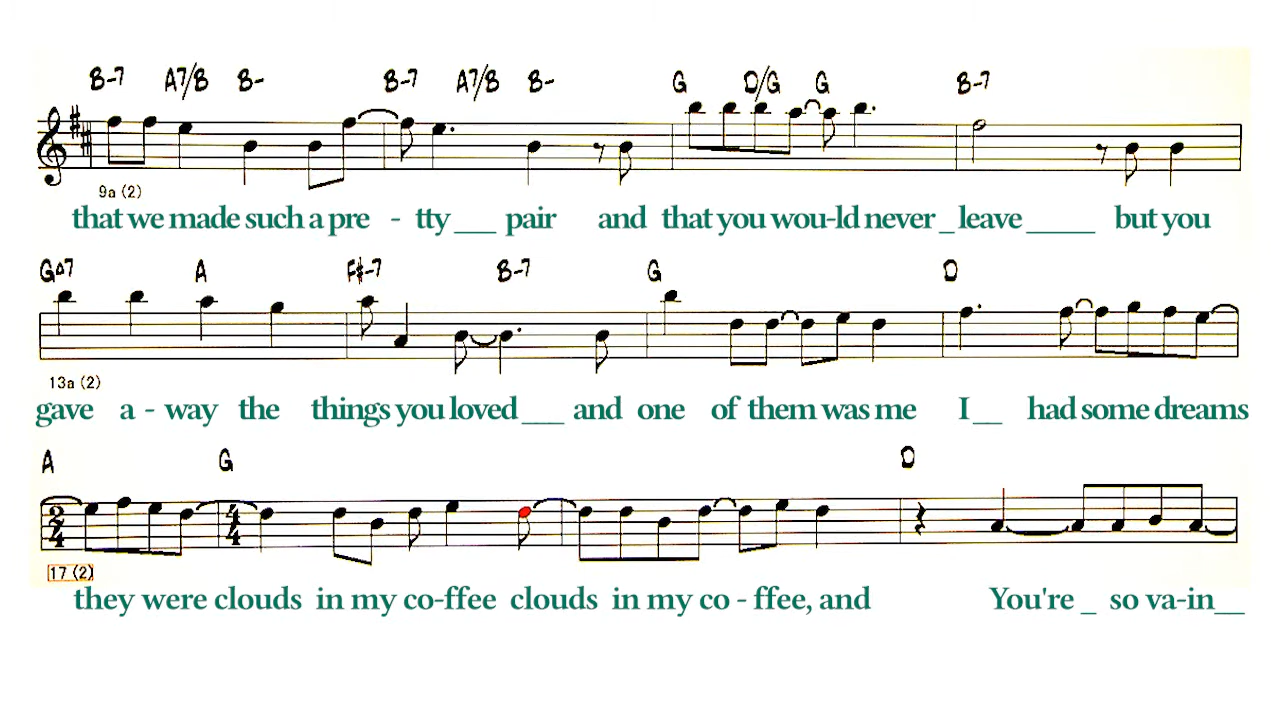 B-7 A7/B B- B-7 A7/B B- G D/G G B-7
9a (2)
that we made such a pre - tty ___ pair and that you wou-ld never _ leave _____ but you
G△7 A F#-7 B-7 G D
13a (2)
gave a - way the things you loved ___ and one of them was me I __ had some dreams
A G D
2/4 4/4
17 (2)
they were clouds in my co-ffee clouds in my co - ffee, and You're _ so va-in__